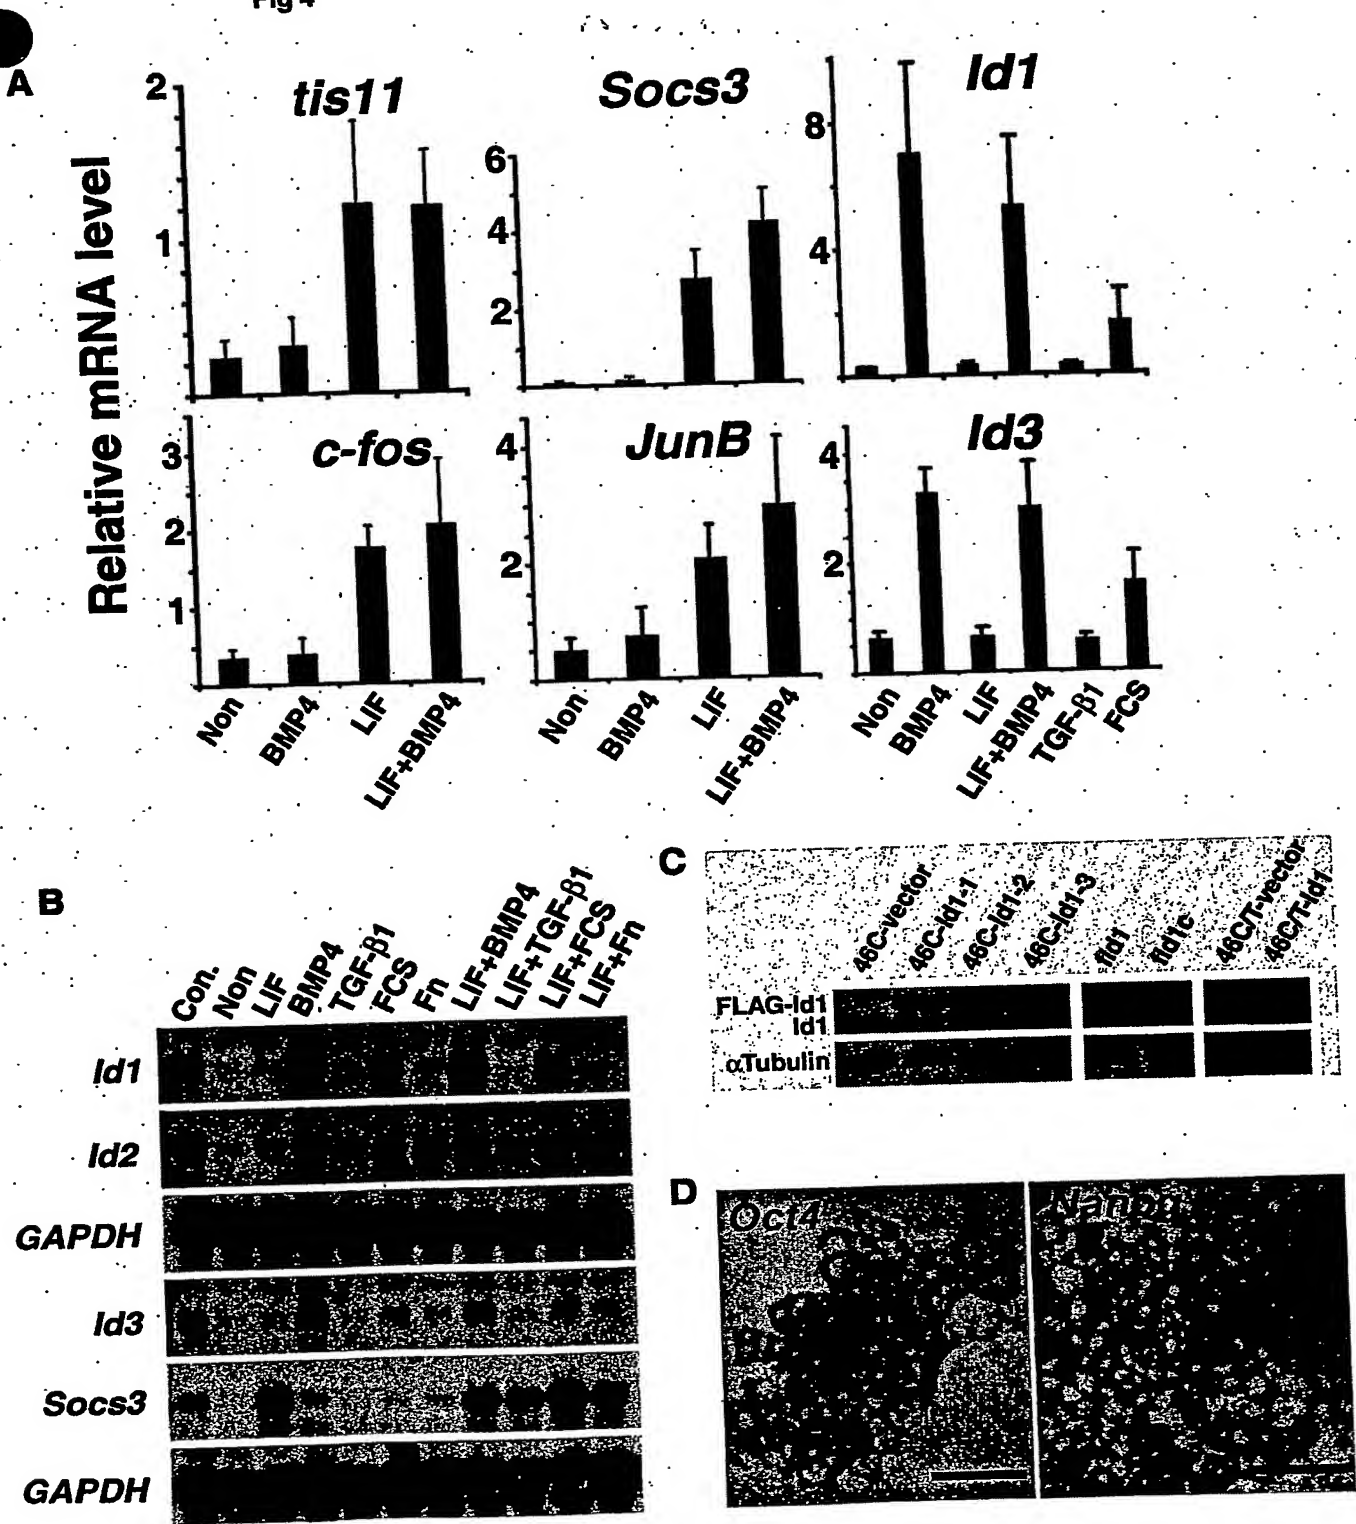 Fig 4
A
Relative mRNA level
tis11
2
1
Socs3
6
4
2
Id1
8
4
c-fos
3
2
1
JunB
4
2
Id3
4
2
Non BMP4 LIF LIF+BMP4
Non BMP4 LIF LIF+BMP4
Non BMP4 LIF LIF+BMP4 TGF-β1 FCS
B
Con. Non LIF BMP4 TGF-β1 FCS Fn LIF+BMP4 LIF+TGF-β1 LIF+FCS LIF+Fn
Id1
Id2
GAPDH
Id3
Socs3
GAPDH
C
46C-vector 46C-Id1-1 46C-Id1-2 46C-Id1-3 fId1 fId1c 46C/T-vector 46C/T-Id1
FLAG-Id1
Id1
αTubulin
D
Oct4
Nanog